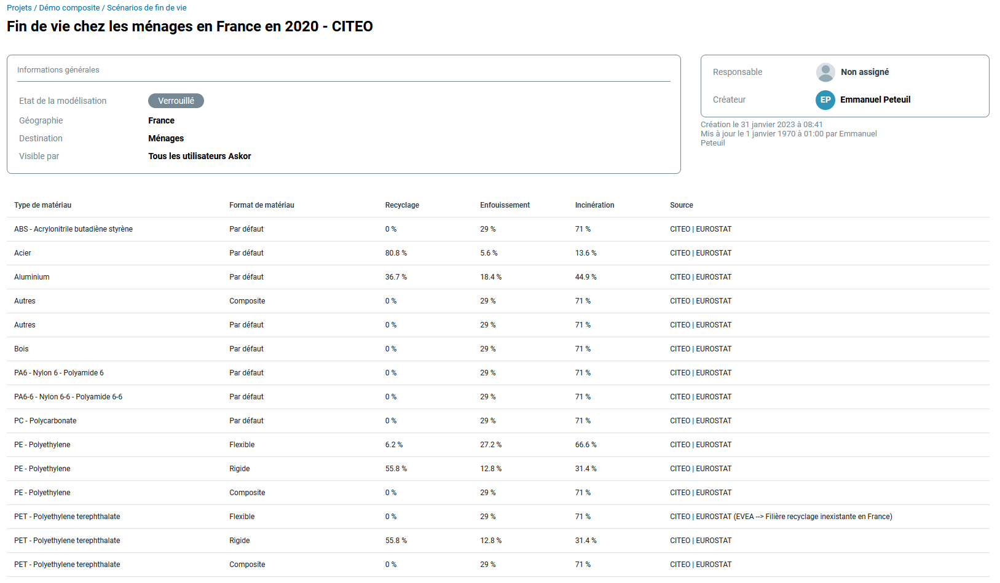 Projets / Démo composite / Scénarios de fin de vie
Fin de vie chez les ménages en France en 2020 - CITEO
Informations générales
Etat de la modélisation Verrouillé
Géographie France
Destination Ménages
Visible par Tous les utilisateurs Askor
Responsable Non assigné
Créateur EP Emmanuel Peteuil
Création le 31 janvier 2023 à 08:41
Mis à jour le 1 janvier 1970 à 01:00 par Emmanuel
Peteuil
Type de matériau Format de matériau Recyclage Enfouissement Incinération Source
ABS - Acrylonitrile butadiène styrène Par défaut 0 % 29 % 71 % CITEO | EUROSTAT
Acier Par défaut 80.8 % 5.6 % 13.6 % CITEO | EUROSTAT
Aluminium Par défaut 36.7 % 18.4 % 44.9 % CITEO | EUROSTAT
Autres Composite 0 % 29 % 71 % CITEO | EUROSTAT
Autres Par défaut 0 % 29 % 71 % CITEO | EUROSTAT
Bois Par défaut 0 % 29 % 71 % CITEO | EUROSTAT
PA6 - Nylon 6 - Polyamide 6 Par défaut 0 % 29 % 71 % CITEO | EUROSTAT
PA6-6 - Nylon 6-6 - Polyamide 6-6 Par défaut 0 % 29 % 71 % CITEO | EUROSTAT
PC - Polycarbonate Par défaut 0 % 29 % 71 % CITEO | EUROSTAT
PE - Polyethylene Flexible 6.2 % 27.2 % 66.6 % CITEO | EUROSTAT
PE - Polyethylene Rigide 55.8 % 12.8 % 31.4 % CITEO | EUROSTAT
PE - Polyethylene Composite 0 % 29 % 71 % CITEO | EUROSTAT
PET - Polyethylene terephthalate Flexible 0 % 29 % 71 % CITEO | EUROSTAT (EVEA --> Filière recyclage inexistante en France)
PET - Polyethylene terephthalate Rigide 55.8 % 12.8 % 31.4 % CITEO | EUROSTAT
PET - Polyethylene terephthalate Composite 0 % 29 % 71 % CITEO | EUROSTAT